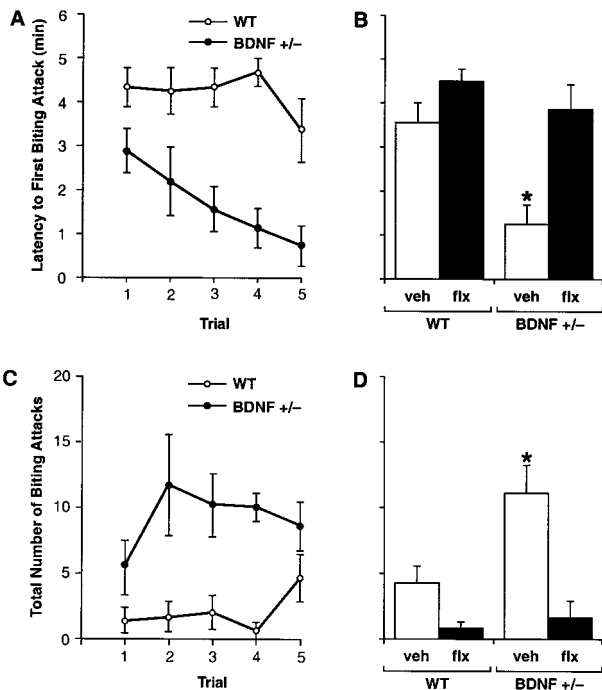 A
Latency to First Biting Attack (min)
6
5
4
3
2
1
0
WT
BDNF +/–
1 2 3 4 5
Trial
B
*
veh flx veh flx
WT BDNF +/–
C
Total Number of Biting Attacks
20
15
10
5
0
WT
BDNF +/–
1 2 3 4 5
Trial
D
*
veh flx veh flx
WT BDNF +/–